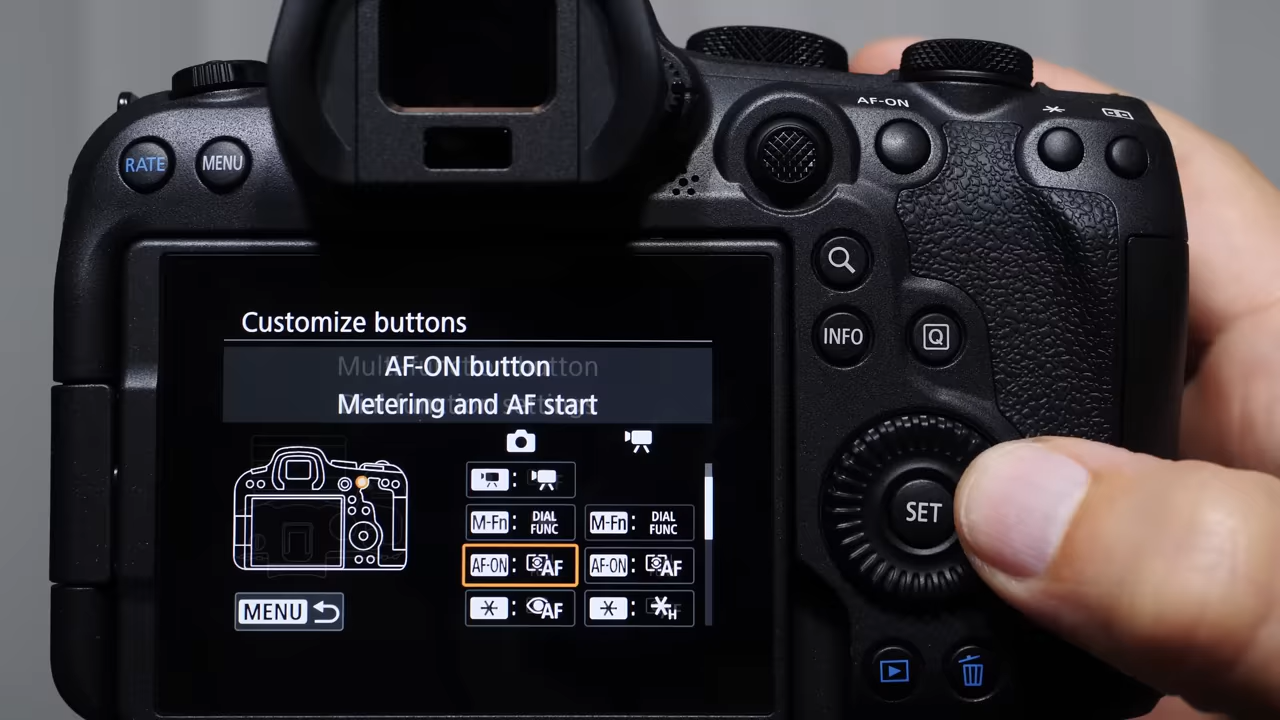 AF-ON
RATE
MENU
INFO
Q
Customize buttons
AF-ON button
Metering and AF start
M-Fn : DIAL FUNC
M-Fn : DIAL FUNC
AF-ON : AF
AF-ON : AF
* : AF
* : *H
MENU
SET